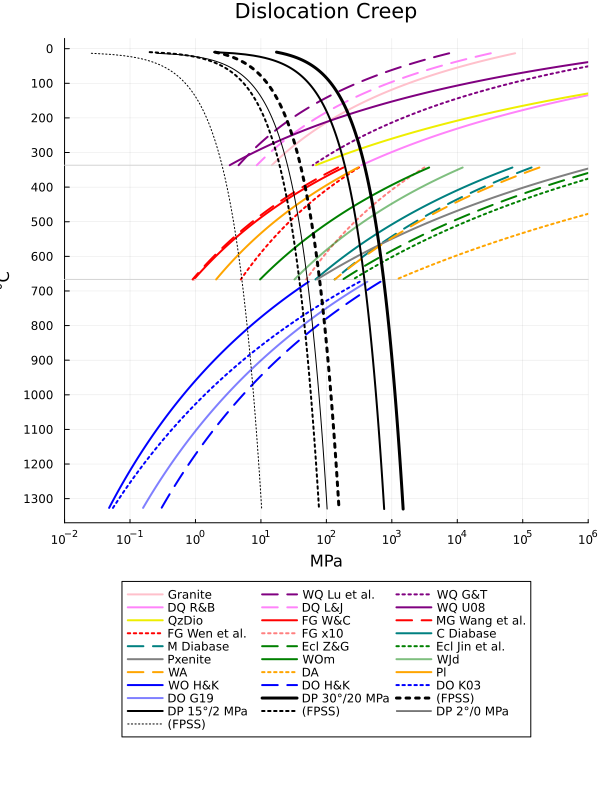 Dislocation Creep
0
100
200
300
400
500
600
700
800
900
1000
1100
1200
1300
°C
10⁻² 10⁻¹ 10⁰ 10¹ 10² 10³ 10⁴ 10⁵ 10⁶
MPa
Granite WQ Lu et al. WQ G&T
DQ R&B DQ L&J WQ U08
QzDio FG W&C MG Wang et al.
FG Wen et al. FG x10 C Diabase
M Diabase Ecl Z&G Ecl Jin et al.
Pxenite WOm WJd
WA DA Pl
WO H&K DO H&K DO K03
DO G19 DP 30°/20 MPa (FPSS)
DP 15°/2 MPa (FPSS) DP 2°/0 MPa
(FPSS)